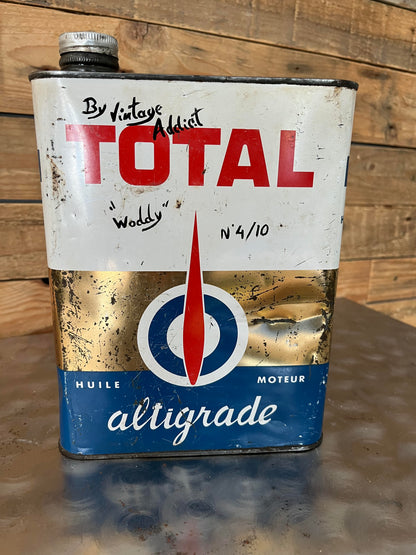 By Vintage
Addict
TOTAL
"Woddy"
N°4/10
HUILE MOTEUR
altigrade